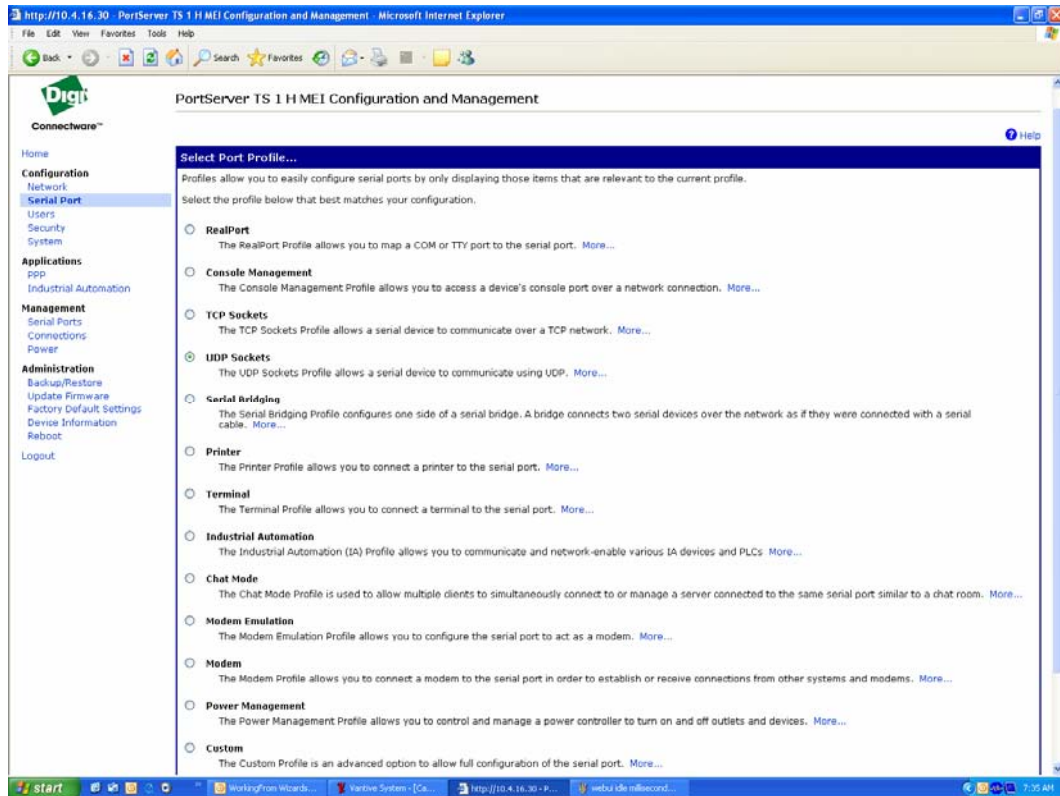 http://10.4.16.30 - PortServer TS 1 H MEI Configuration and Management - Microsoft Internet Explorer
File Edit View Favorites Tools Help
Back Search Favorites
Digi
Connectware™
PortServer TS 1 H MEI Configuration and Management
Help
Home
Configuration
Network
Serial Port
Users
Security
System
Applications
PPP
Industrial Automation
Management
Serial Ports
Connections
Power
Administration
Backup/Restore
Update Firmware
Factory Default Settings
Device Information
Reboot
Logout
Select Port Profile...
Profiles allow you to easily configure serial ports by only displaying those items that are relevant to the current profile.
Select the profile below that best matches your configuration.
RealPort
The RealPort Profile allows you to map a COM or TTY port to the serial port. More...
Console Management
The Console Management Profile allows you to access a device's console port over a network connection. More...
TCP Sockets
The TCP Sockets Profile allows a serial device to communicate over a TCP network. More...
UDP Sockets
The UDP Sockets Profile allows a serial device to communicate using UDP. More...
Serial Bridging
The Serial Bridging Profile configures one side of a serial bridge. A bridge connects two serial devices over the network as if they were connected with a serial
cable. More...
Printer
The Printer Profile allows you to connect a printer to the serial port. More...
Terminal
The Terminal Profile allows you to connect a terminal to the serial port. More...
Industrial Automation
The Industrial Automation (IA) Profile allows you to communicate and network-enable various IA devices and PLCs More...
Chat Mode
The Chat Mode Profile is used to allow multiple clients to simultaneously connect to or manage a server connected to the same serial port similar to a chat room. More...
Modem Emulation
The Modem Emulation Profile allows you to configure the serial port to act as a modem. More...
Modem
The Modem Profile allows you to connect a modem to the serial port in order to establish or receive connections from other systems and modems. More...
Power Management
The Power Management Profile allows you to control and manage a power controller to turn on and off outlets and devices. More...
Custom
The Custom Profile is an advanced option to allow full configuration of the serial port. More...
start
WorkingFrom Wizards...
Vantive System - [Ca...
http://10.4.16.30 - P...
webui idle millisecond...
7:35 AM